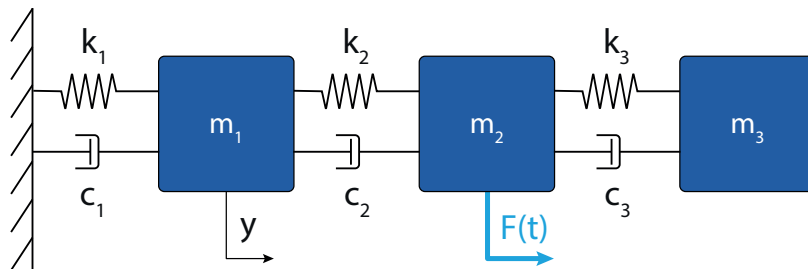 k₁ k₂ k₃
m₁ m₂ m₃
c₁ c₂ c₃
y F(t)